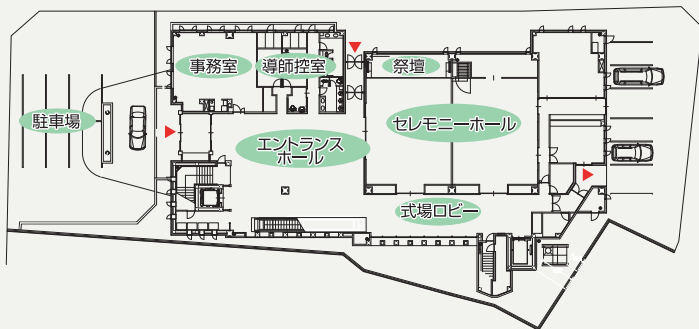 事務室
導師控室
祭壇
駐車場
セレモニーホール
エントランス
ホール
式場ロビー